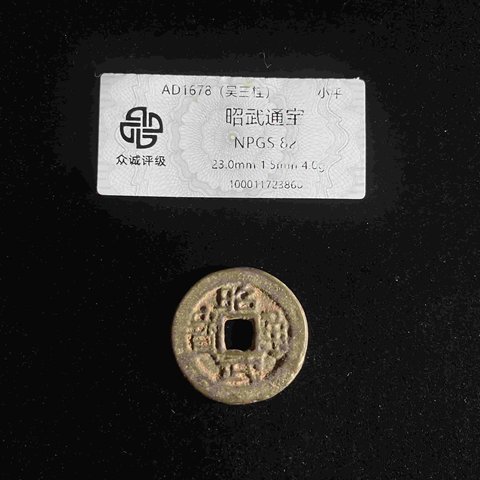 AD1678 (吴三桂) 小平
昭武通宝
NPGS 82
众诚评级
23.0mm 1.5mm 4.0g
100011723860
昭武通寶